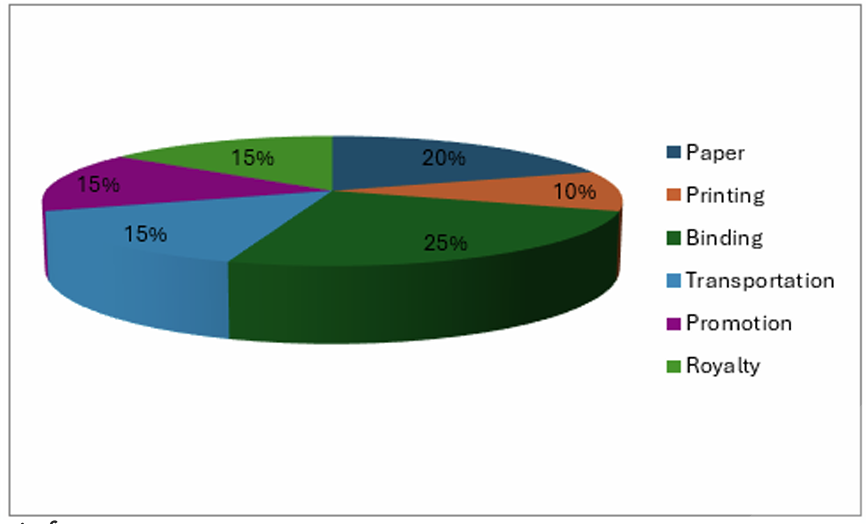 15%
20%
15%
10%
15%
25%
Paper
Printing
Binding
Transportation
Promotion
Royalty